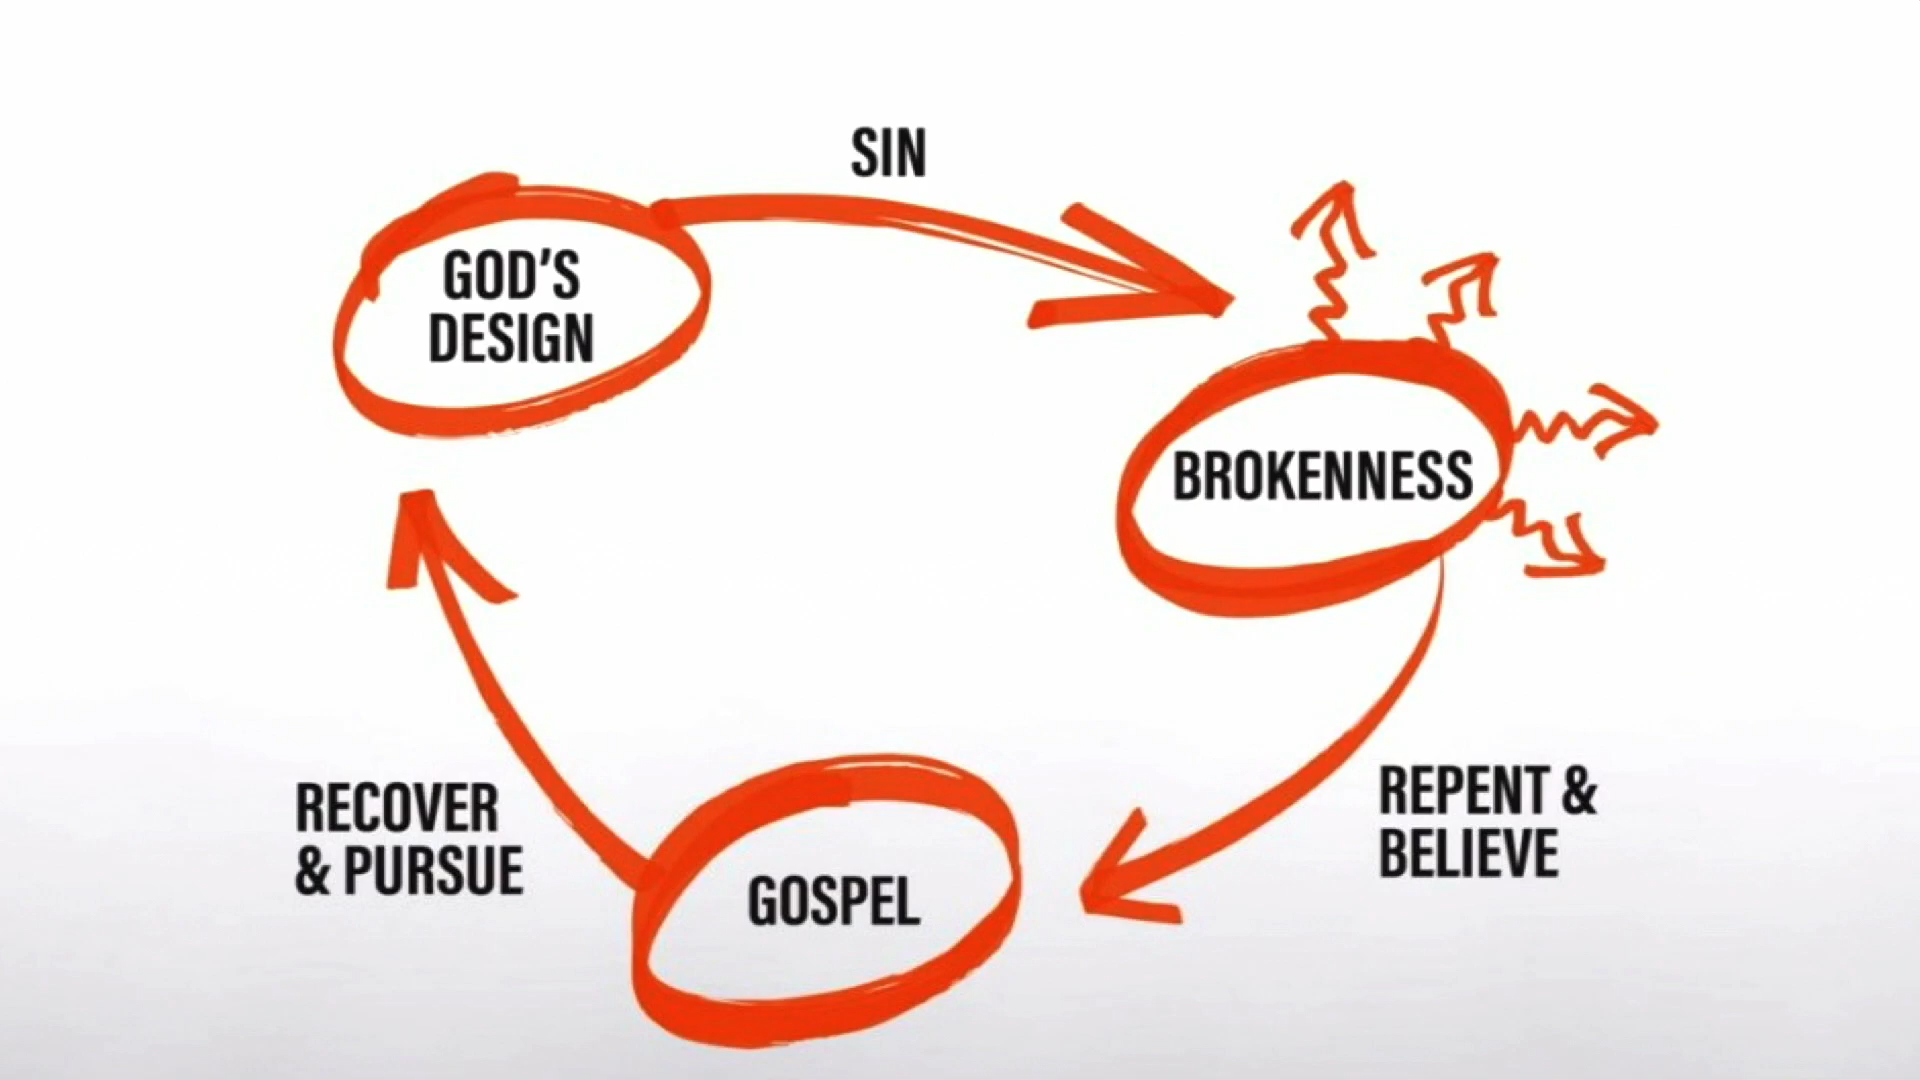 SIN
GOD'S
DESIGN
BROKENNESS
REPENT &
BELIEVE
GOSPEL
RECOVER
& PURSUE